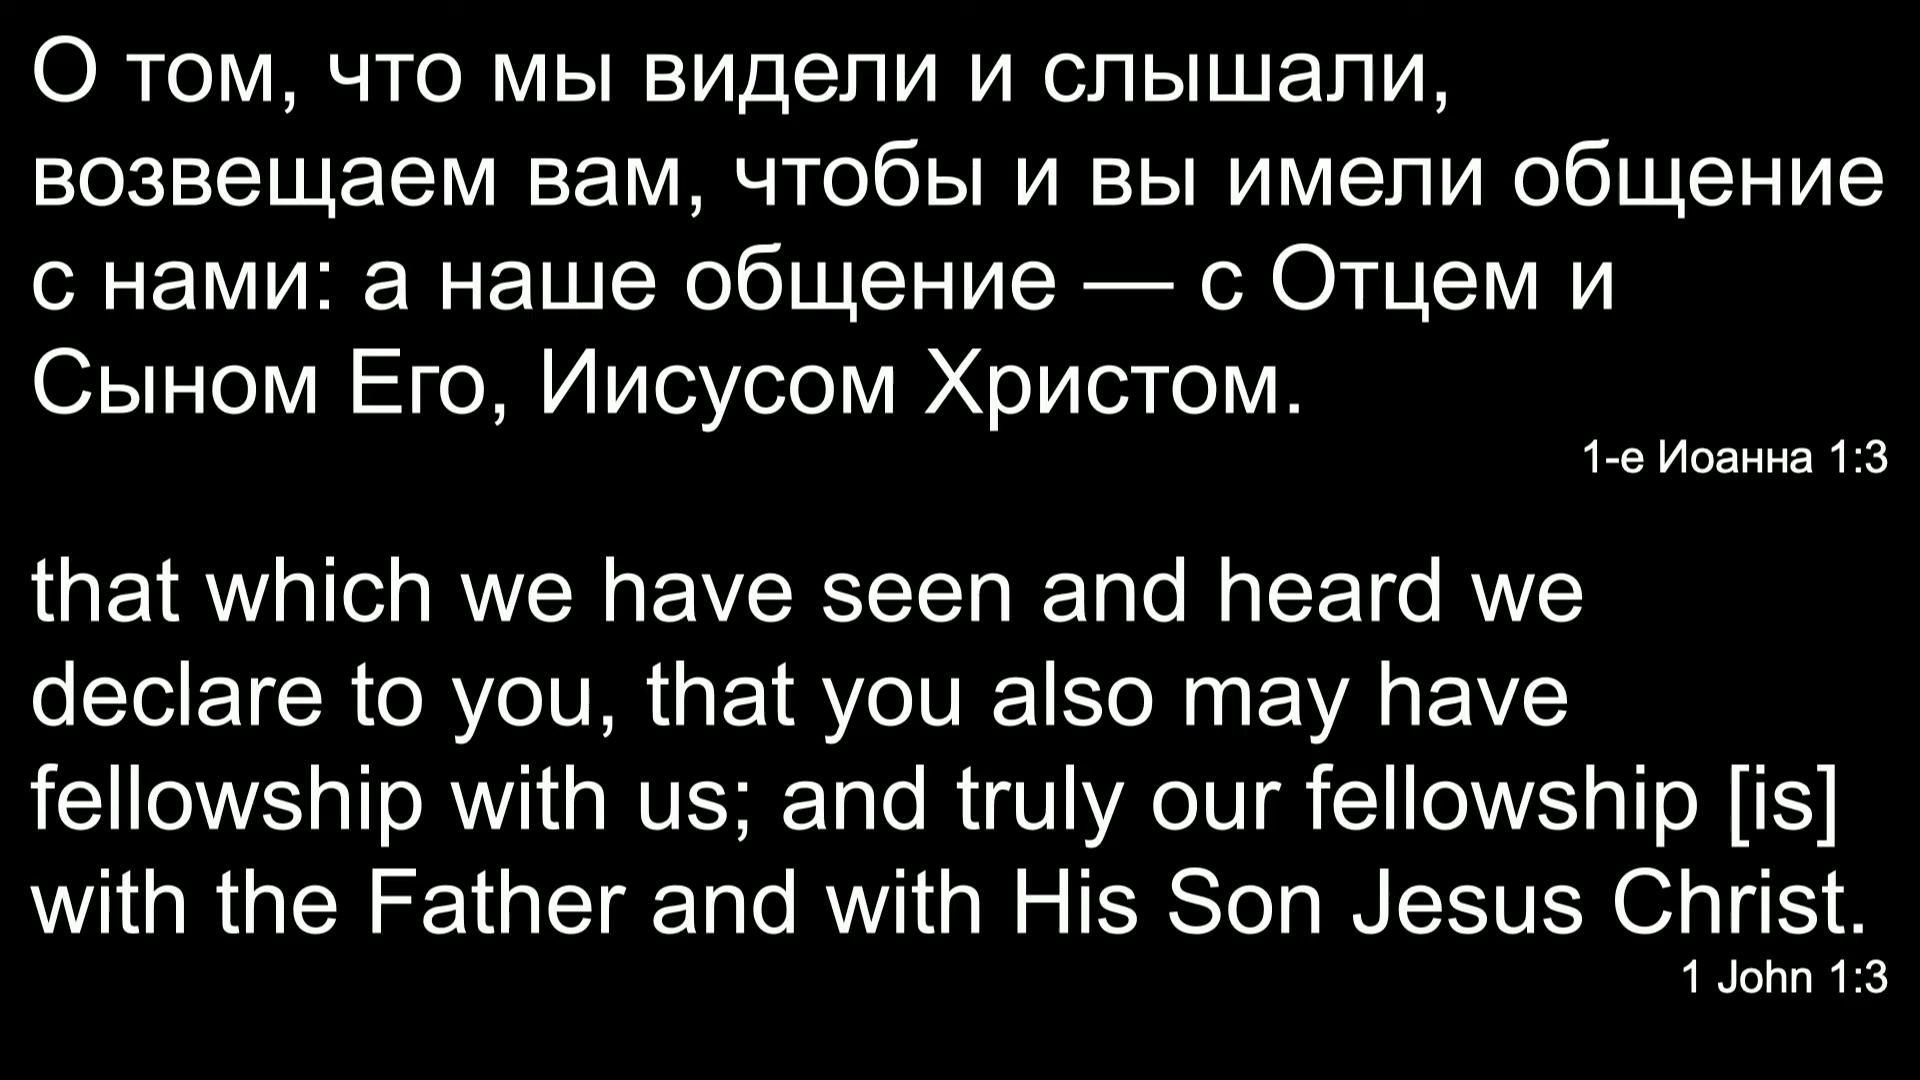 О том, что мы видели и слышали,
возвещаем вам, чтобы и вы имели общение
с нами: а наше общение — с Отцем и
Сыном Его, Иисусом Христом.
1-е Иоанна 1:3
that which we have seen and heard we
declare to you, that you also may have
fellowship with us; and truly our fellowship [is]
with the Father and with His Son Jesus Christ.
1 John 1:3